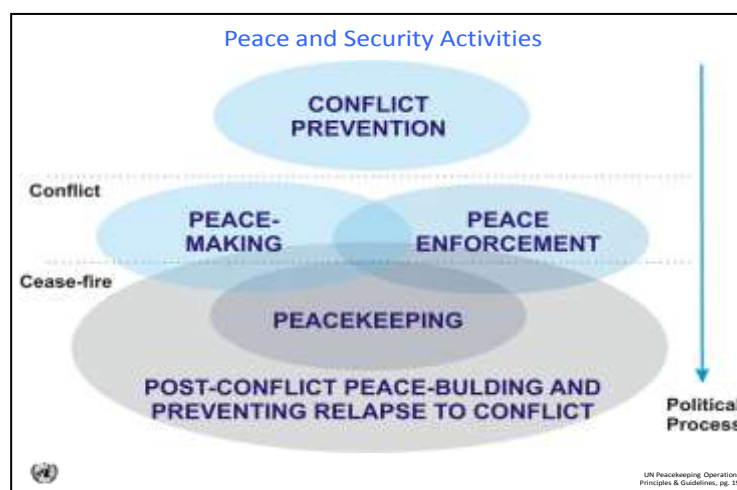 Peace and Security Activities
CONFLICT
PREVENTION
Conflict
PEACE-
MAKING
PEACE
ENFORCEMENT
Cease-fire
PEACEKEEPING
POST-CONFLICT PEACE-BULDING AND
PREVENTING RELAPSE TO CONFLICT
Political
Process
UN Peacekeeping Operation
Principles & Guidelines, pg. 19